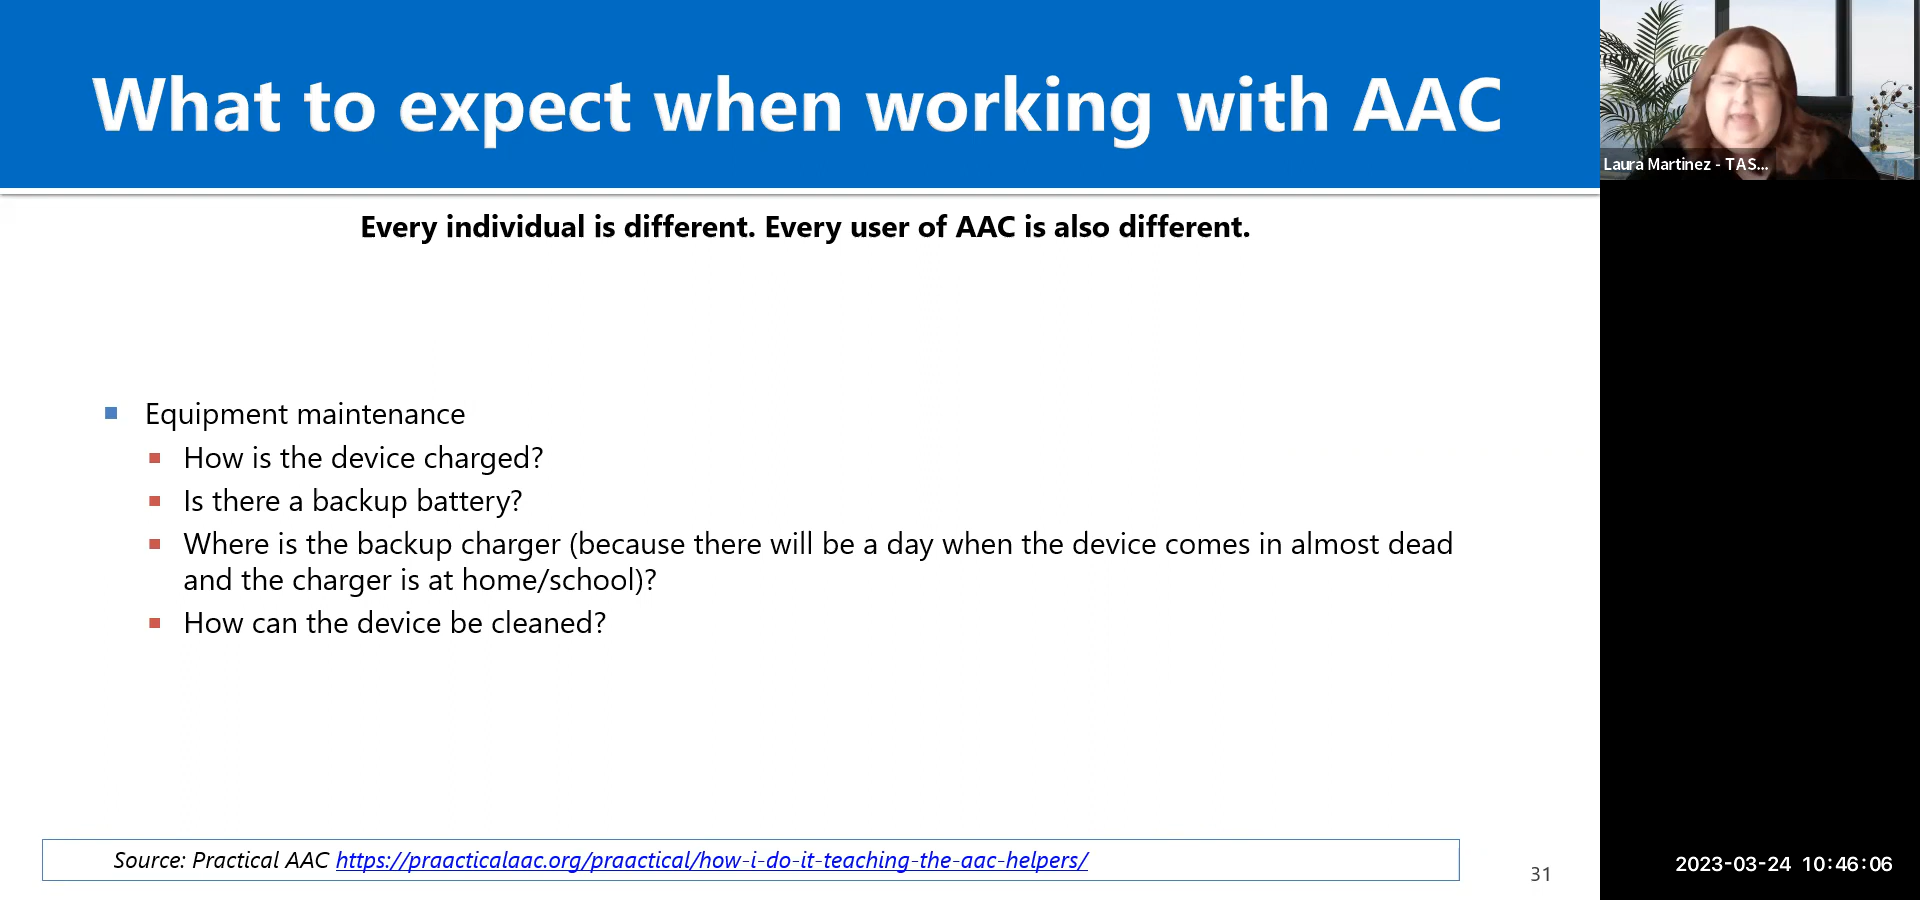 What to expect when working with AAC
Laura Martinez - TAS...
Every individual is different. Every user of AAC is also different.
Equipment maintenance
How is the device charged?
Is there a backup battery?
Where is the backup charger (because there will be a day when the device comes in almost dead
and the charger is at home/school)?
How can the device be cleaned?
Source: Practical AAC https://praacticalaac.org/praactical/how-i-do-it-teaching-the-aac-helpers/
31
2023-03-24 10:46:06